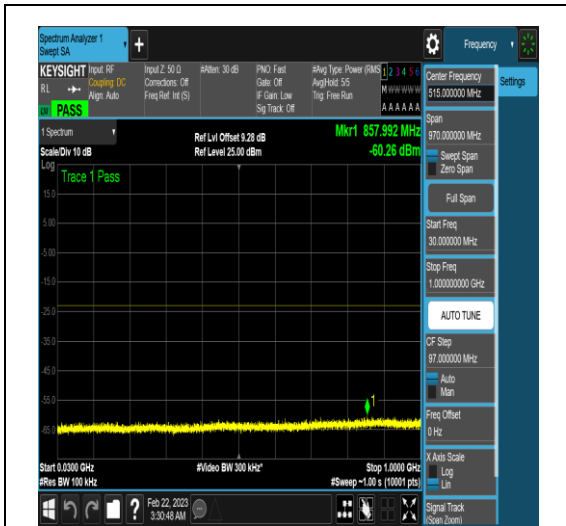 Spectrum Analyzer 1
Swept SA
Frequency
KEYSIGHT
RL
Input: RF
Coupling: DC
Align: Auto
Input Z: 50 Ω
Corrections: Off
Freq Ref: Int (S)
#Atten: 30 dB
PNO: Fast
Gate: Off
IF Gain: Low
Sig Track: Off
#Avg Type: Power (RMS
Avg|Hold: 5/5
Trig: Free Run
1 2 3 4 5 6
M W W W W W
A A A A A A
PASS
Settings
Center Frequency
515.000000 MHz
Span
970.000000 MHz
Swept Span
Zero Span
Full Span
Start Freq
30.000000 MHz
Stop Freq
1.000000000 GHz
AUTO TUNE
CF Step
97.000000 MHz
Auto
Man
Freq Offset
0 Hz
X Axis Scale
Log
Lin
Signal Track
(Span Zoom)
1 Spectrum
Scale/Div 10 dB
Ref Lvl Offset 9.28 dB
Ref Level 25.00 dBm
Mkr1 857.992 MHz
-60.26 dBm
Log
Trace 1 Pass
15.0
5.00
-5.00
-15.0
-25.0
-35.0
-45.0
-55.0
-65.0
1
Start 0.0300 GHz
#Res BW 100 kHz
#Video BW 300 kHz*
Stop 1.0000 GHz
#Sweep ~1.00 s (10001 pts)
Feb 22, 2023
3:30:48 AM